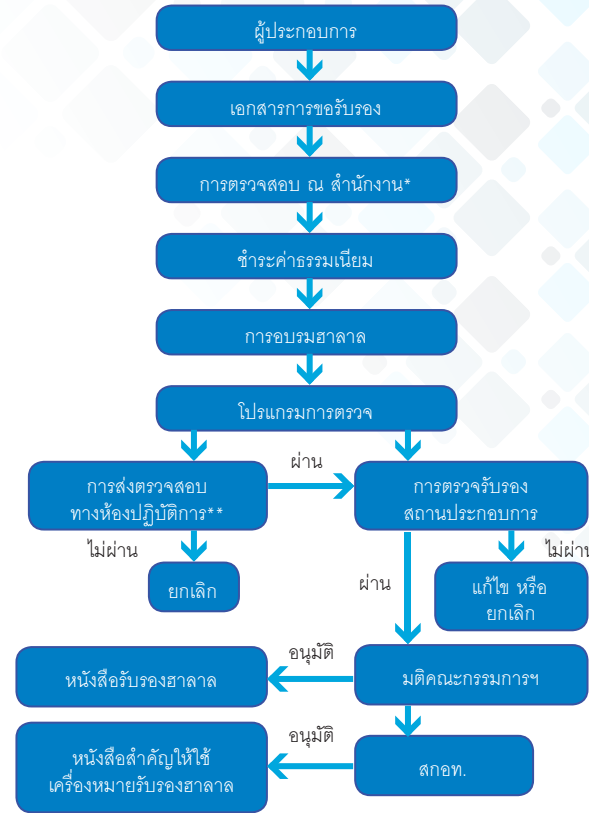 ผู้ประกอบการ
เอกสารการขอรับรอง
การตรวจสอบ ณ สำนักงาน*
ชำระค่าธรรมเนียม
การอบรมฮาลาล
โปรแกรมการตรวจ
การส่งตรวจสอบ
ทางห้องปฏิบัติการ**
ผ่าน
การตรวจรับรอง
สถานประกอบการ
ไม่ผ่าน
ยกเลิก
ผ่าน
ไม่ผ่าน
แก้ไข หรือ
ยกเลิก
หนังสือรับรองฮาลาล
อนุมัติ
มติคณะกรรมการฯ
หนังสือสำคัญให้ใช้
เครื่องหมายรับรองฮาลาล
อนุมัติ
สกอท.